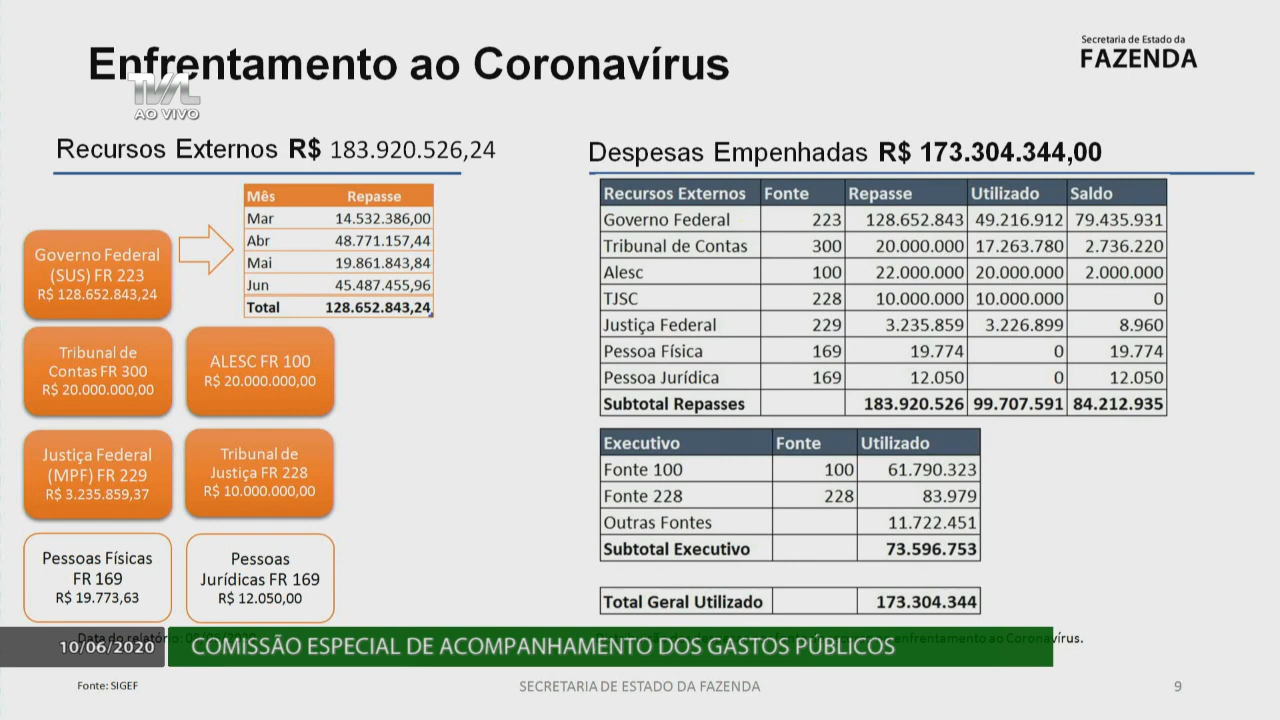 Enfrentamento ao Coronavírus
Secretaria de Estado da
FAZENDA
TVAL
AO VIVO
Recursos Externos R$ 183.920.526,24
Mês Repasse
Mar 14.532.386,00
Abr 48.771.157,44
Mai 19.861.843,84
Jun 45.487.455,96
Total 128.652.843,24
Governo Federal
(SUS) FR 223
R$ 128.652.843,24
Tribunal de
Contas FR 300
R$ 20.000.000,00
ALESC FR 100
R$ 20.000.000,00
Justiça Federal
(MPF) FR 229
R$ 3.235.859,37
Tribunal de
Justiça FR 228
R$ 10.000.000,00
Pessoas Físicas
FR 169
R$ 19.773,63
Pessoas
Jurídicas FR 169
R$ 12.050,00
Despesas Empenhadas R$ 173.304.344,00
Recursos Externos Fonte Repasse Utilizado Saldo
Governo Federal 223 128.652.843 49.216.912 79.435.931
Tribunal de Contas 300 20.000.000 17.263.780 2.736.220
Alesc 100 22.000.000 20.000.000 2.000.000
TJSC 228 10.000.000 10.000.000 0
Justiça Federal 229 3.235.859 3.226.899 8.960
Pessoa Física 169 19.774 0 19.774
Pessoa Jurídica 169 12.050 0 12.050
Subtotal Repasses 183.920.526 99.707.591 84.212.935
Executivo Fonte Utilizado
Fonte 100 100 61.790.323
Fonte 228 228 83.979
Outras Fontes 11.722.451
Subtotal Executivo 73.596.753
Total Geral Utilizado 173.304.344
Data do relatório: enfrentamento ao Coronavírus.
10/06/2020 COMISSÃO ESPECIAL DE ACOMPANHAMENTO DOS GASTOS PÚBLICOS
Fonte: SIGEF
SECRETARIA DE ESTADO DA FAZENDA
9